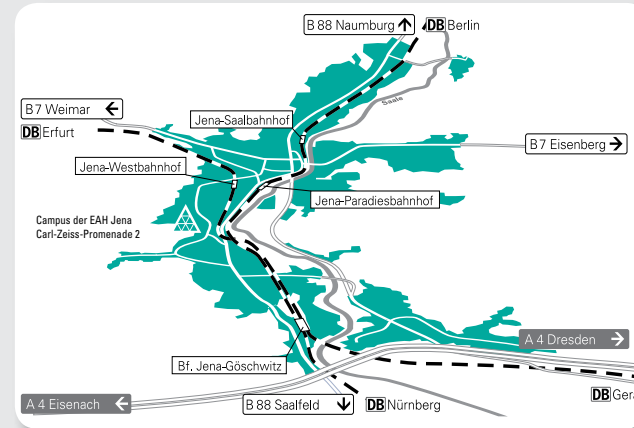 B 88 Naumburg ↑
DB Berlin
Saale
B 7 Weimar ←
DB Erfurt
Jena-Saalbahnhof
B 7 Eisenberg →
Jena-Westbahnhof
Jena-Paradiesbahnhof
Campus der EAH Jena
Carl-Zeiss-Promenade 2
A 4 Dresden →
Bf. Jena-Göschwitz
DB Gera
A 4 Eisenach ←
B 88 Saalfeld ↓
DB Nürnberg